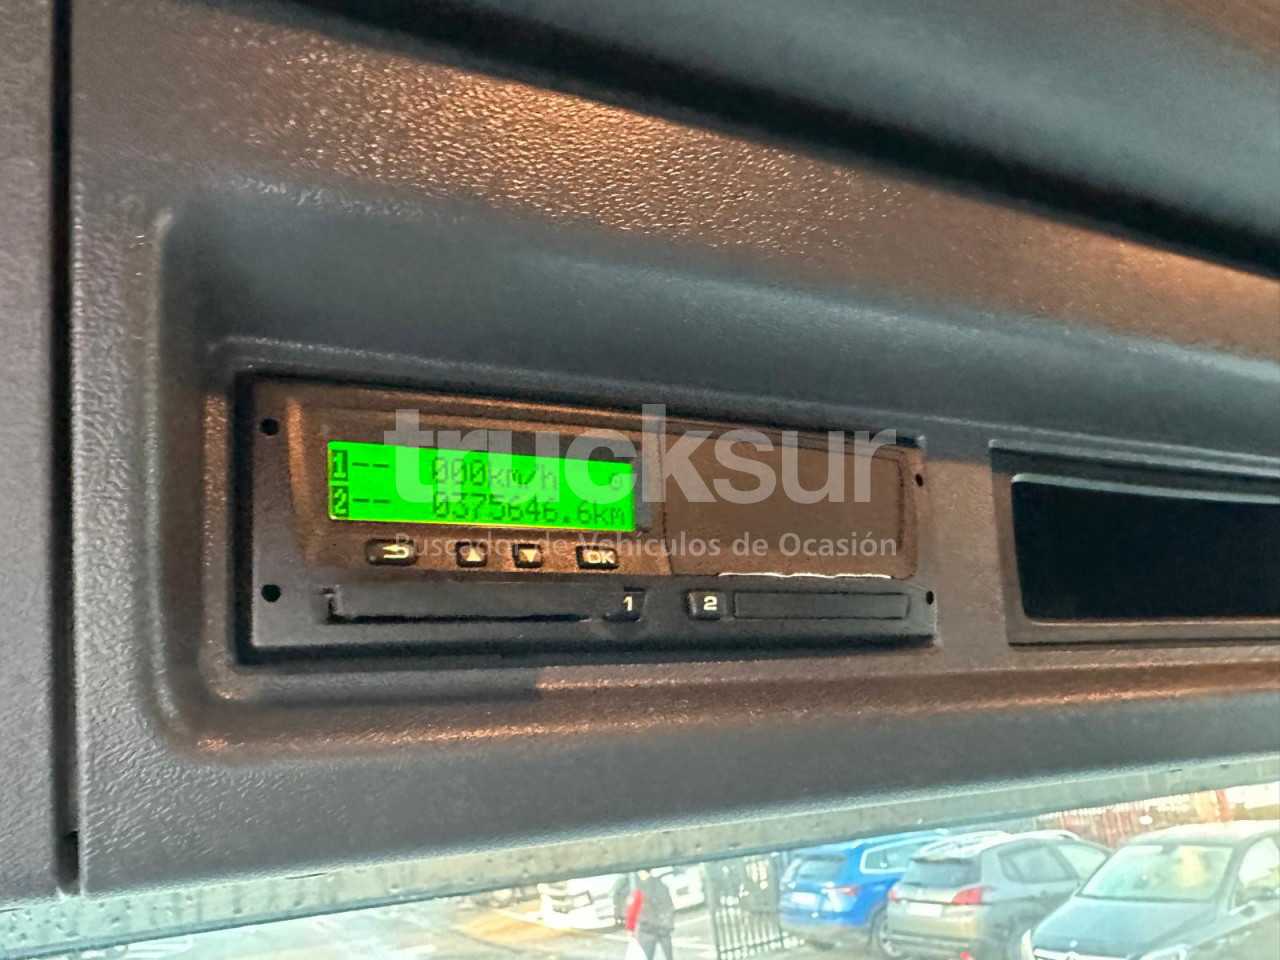 trucksur
Buscador de Vehículos de Ocasión
1-- 000km/h
2-- 0375646.6km
OK
1 2